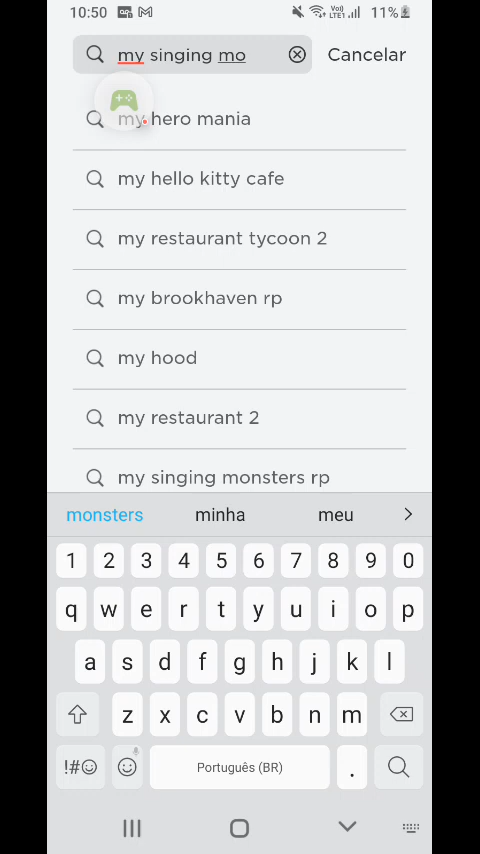 10:50 Vo)) LTE1 11%
my singing mo Cancelar
my hero mania
my hello kitty cafe
my restaurant tycoon 2
my brookhaven rp
my hood
my restaurant 2
my singing monsters rp
monsters minha meu
1 2 3 4 5 6 7 8 9 0
q w e r t y u i o p
a s d f g h j k l
z x c v b n m
!#☺ Português (BR) .